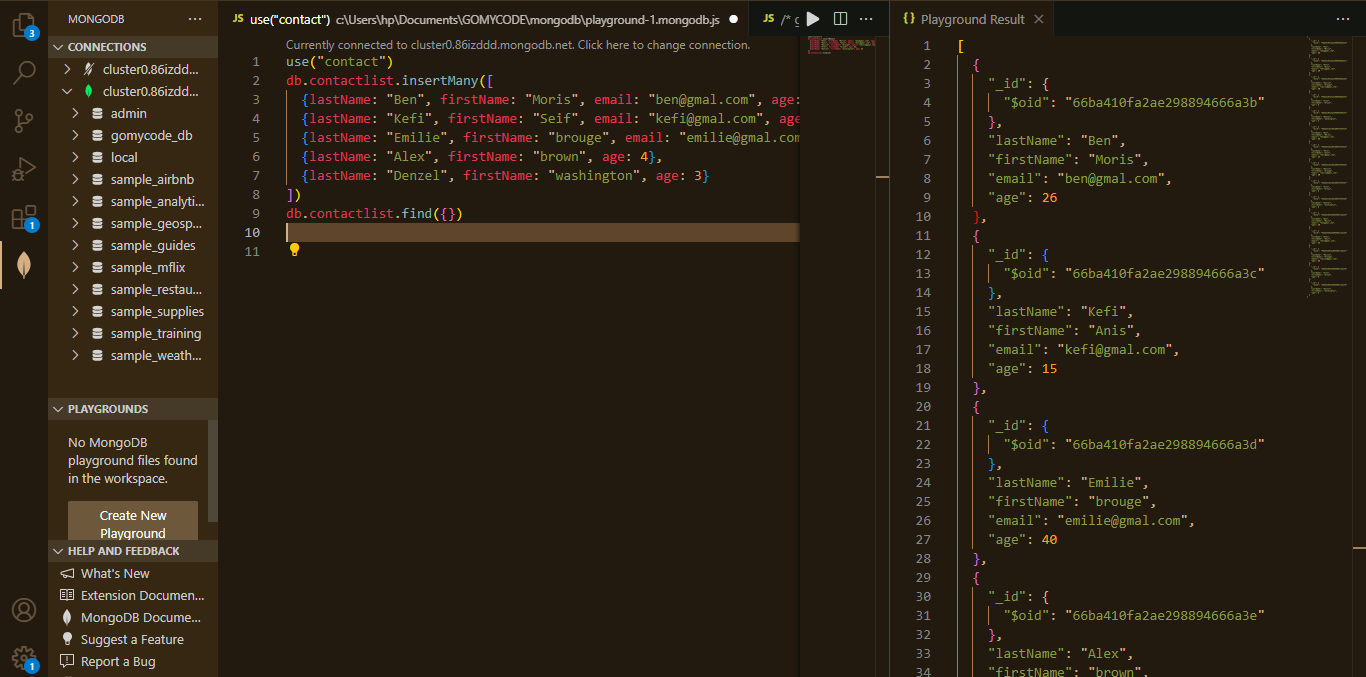 MONGODB
CONNECTIONS
cluster0.86izdd...
cluster0.86izdd...
admin
gomycode_db
local
sample_airbnb
sample_analyti...
sample_geosp...
sample_guides
sample_mflix
sample_restau...
sample_supplies
sample_training
sample_weath...
PLAYGROUNDS
No MongoDB
playground files found
in the workspace.
Create New
Playground
HELP AND FEEDBACK
What's New
Extension Documen...
MongoDB Docume...
Suggest a Feature
Report a Bug
3
1
1
JS use("contact") c:\Users\hp\Documents\GOMYCODE\mongodb\playground-1.mongodb.js
JS /* g
Currently connected to cluster0.86izddd.mongodb.net. Click here to change connection.
1 use("contact")
2 db.contactlist.insertMany([
3 {lastName: "Ben", firstName: "Moris", email: "ben@gmal.com", age:
4 {lastName: "Kefi", firstName: "Seif", email: "kefi@gmal.com", age
5 {lastName: "Emilie", firstName: "brouge", email: "emilie@gmal.com
6 {lastName: "Alex", firstName: "brown", age: 4},
7 {lastName: "Denzel", firstName: "washington", age: 3}
8 ])
9 db.contactlist.find({})
10
11
{} Playground Result
1 [
2 {
3 "_id": {
4 "$oid": "66ba410fa2ae298894666a3b"
5 },
6 "lastName": "Ben",
7 "firstName": "Moris",
8 "email": "ben@gmal.com",
9 "age": 26
10 },
11 {
12 "_id": {
13 "$oid": "66ba410fa2ae298894666a3c"
14 },
15 "lastName": "Kefi",
16 "firstName": "Anis",
17 "email": "kefi@gmal.com",
18 "age": 15
19 },
20 {
21 "_id": {
22 "$oid": "66ba410fa2ae298894666a3d"
23 },
24 "lastName": "Emilie",
25 "firstName": "brouge",
26 "email": "emilie@gmal.com",
27 "age": 40
28 },
29 {
30 "_id": {
31 "$oid": "66ba410fa2ae298894666a3e"
32 },
33 "lastName": "Alex",
34 "firstName": "brown",